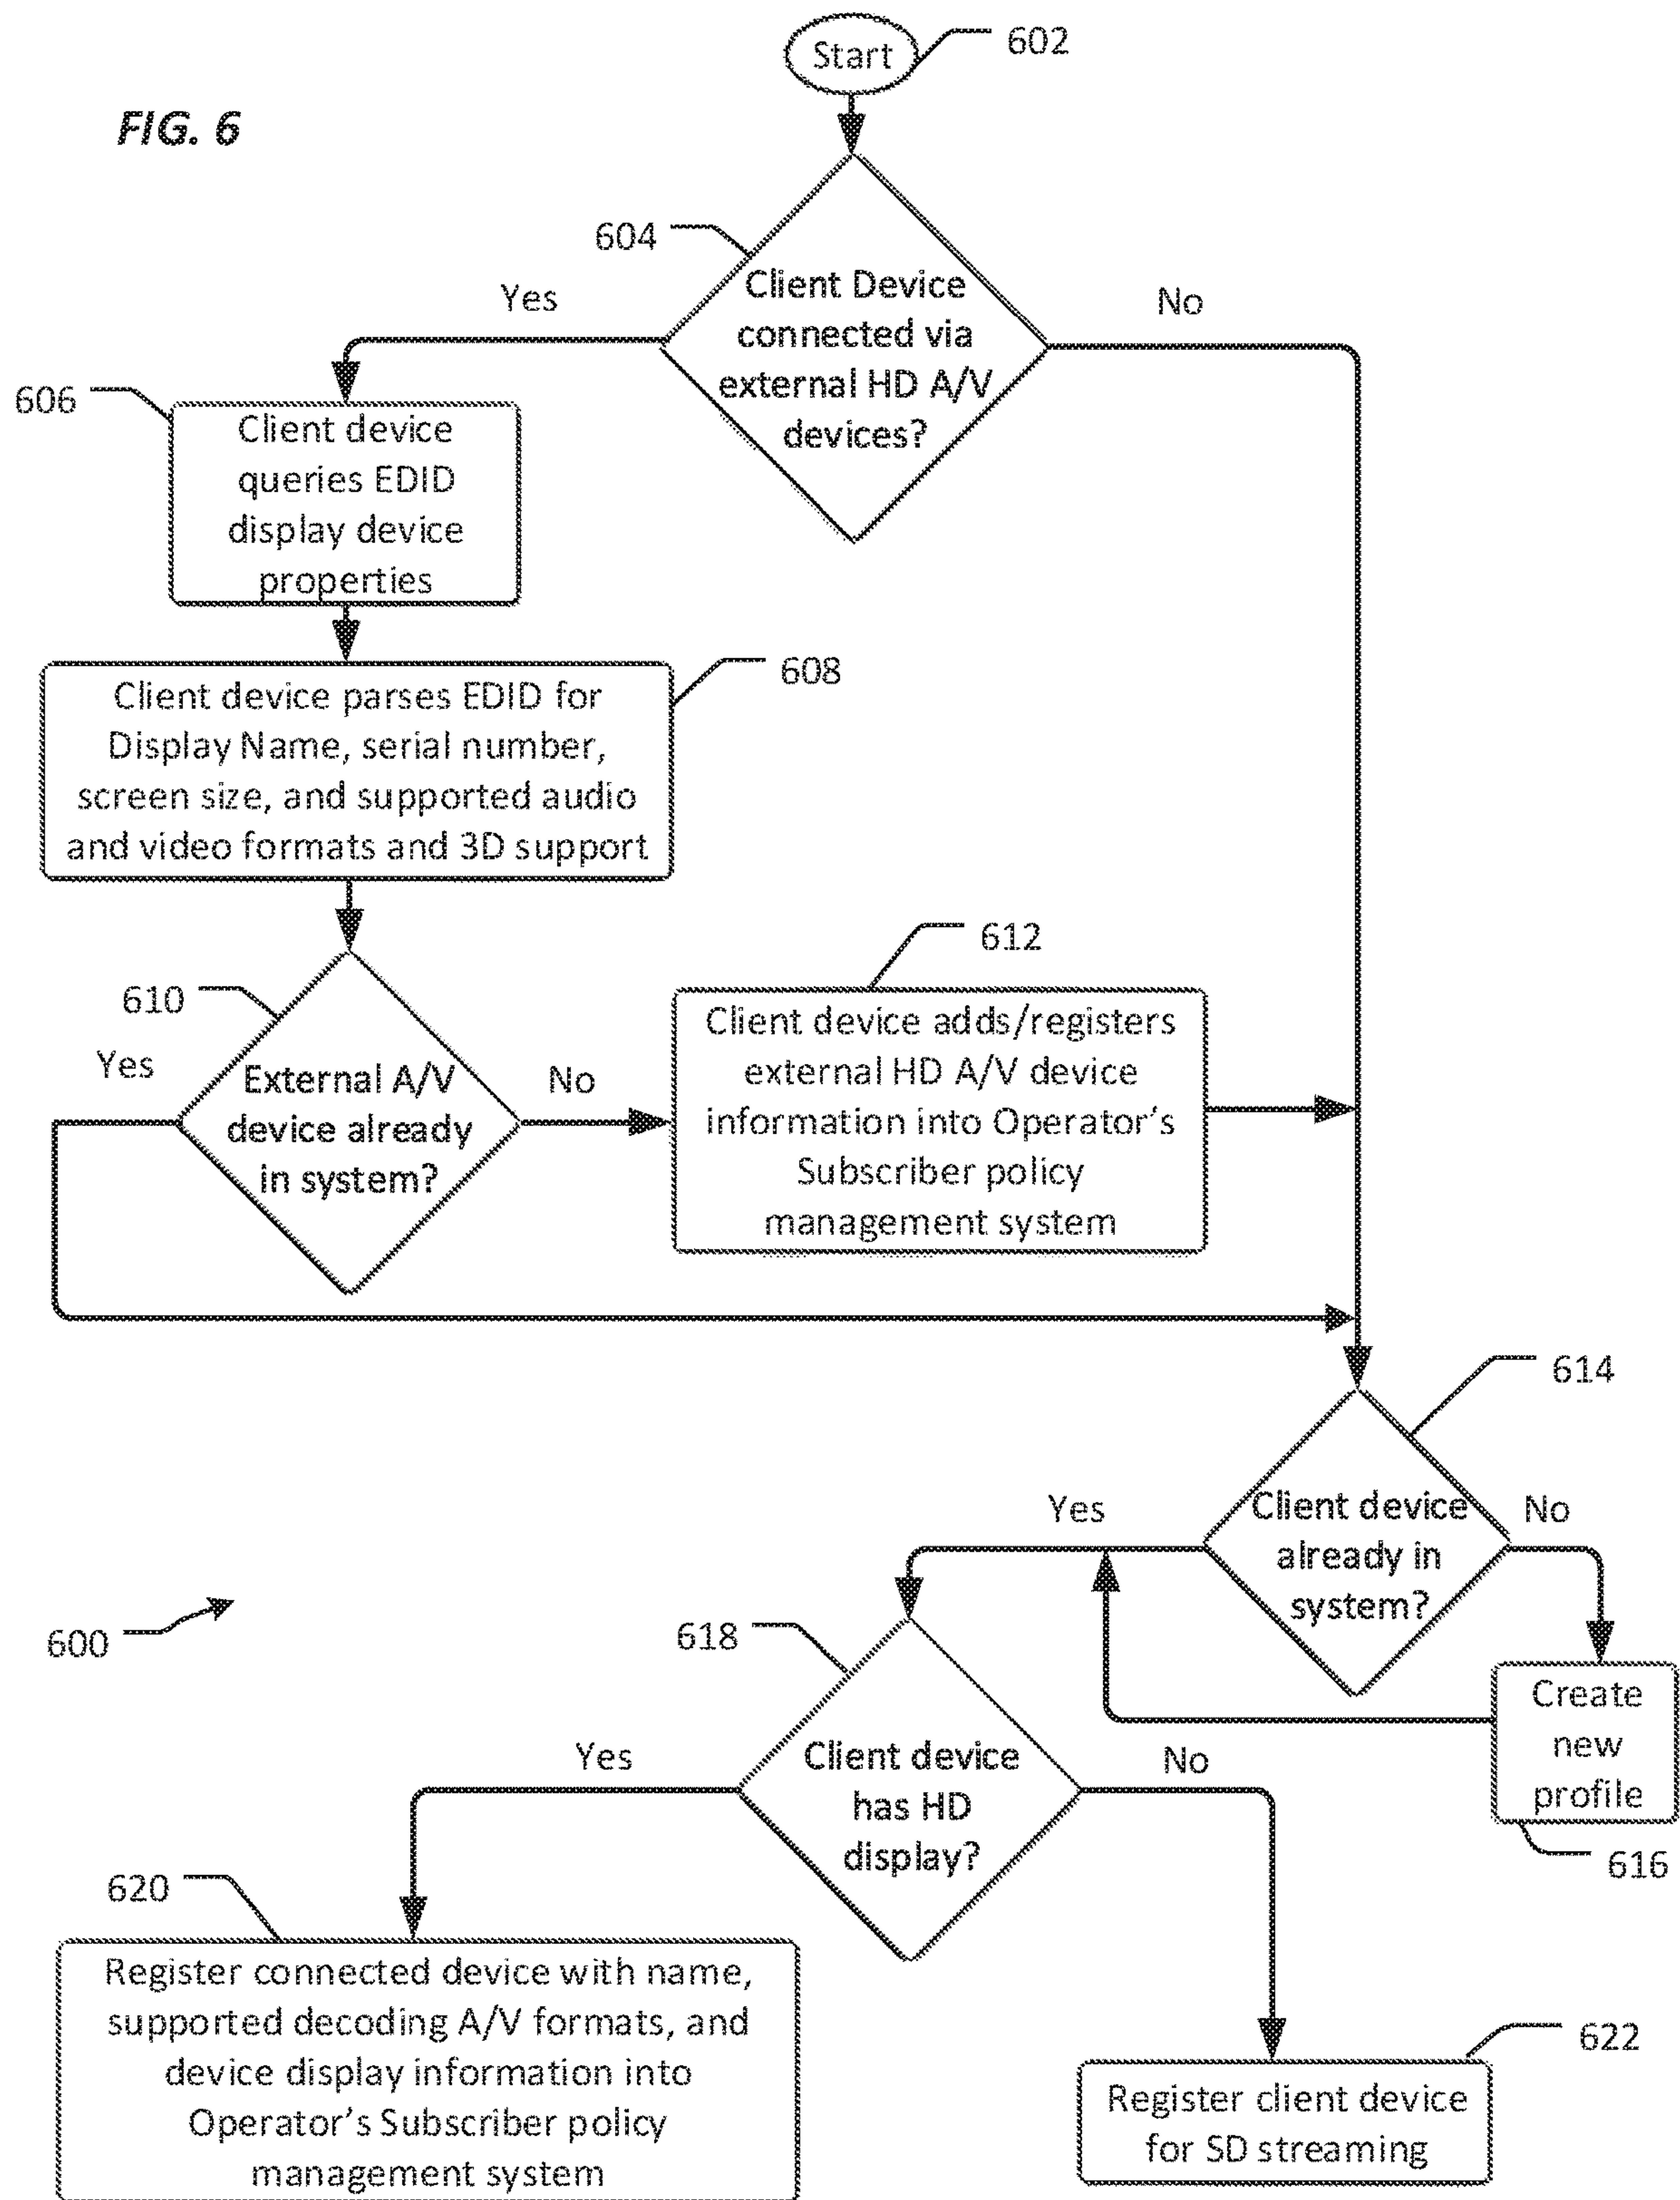 Start
602
FIG. 6
604
Client Device
connected via
external HD A/V
devices?
Yes
No
606
Client device
queries EDID
display device
properties
608
Client device parses EDID for
Display Name, serial number,
screen size, and supported audio
and video formats and 3D support
610
External A/V
device already
in system?
Yes
No
612
Client device adds/registers
external HD A/V device
information into Operator's
Subscriber policy
management system
614
Client device
already in
system?
Yes
No
600
616
Create
new
profile
618
Client device
has HD
display?
Yes
No
620
Register connected device with name,
supported decoding A/V formats, and
device display information into
Operator's Subscriber policy
management system
622
Register client device
for SD streaming